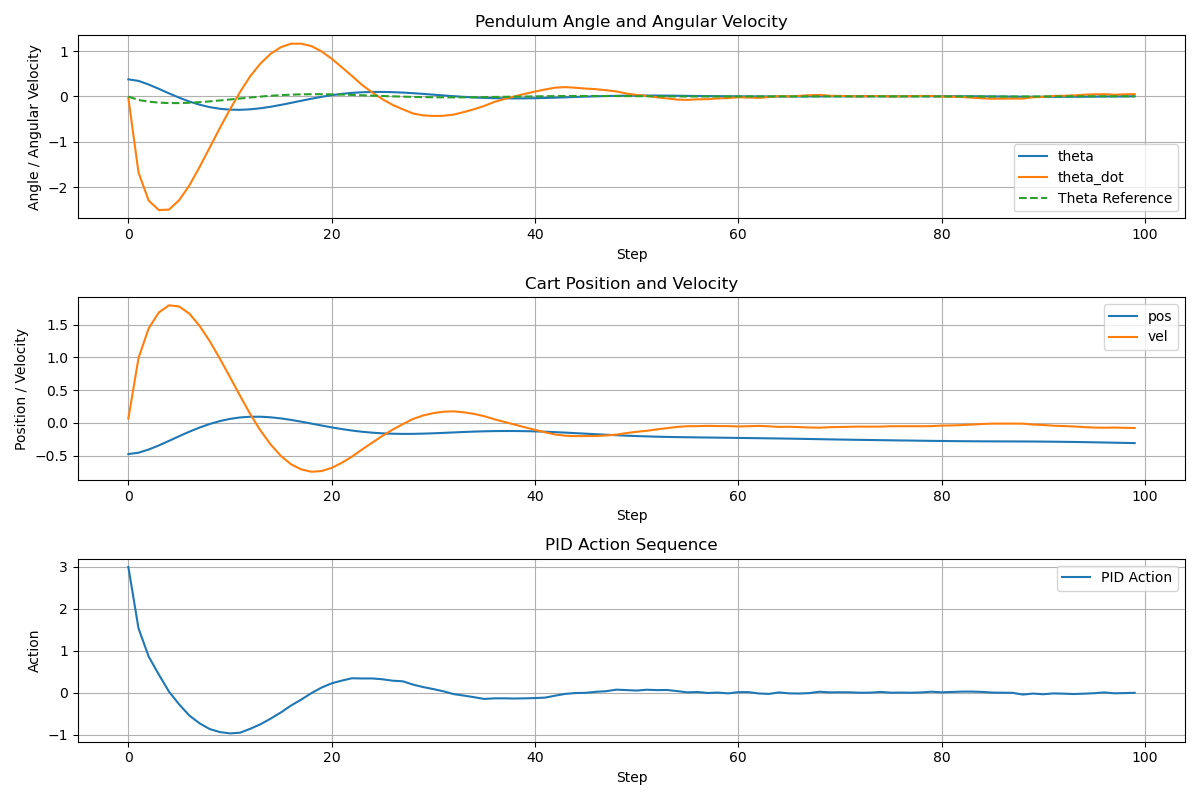 Pendulum Angle and Angular Velocity
Angle / Angular Velocity
1
0
−1
−2
theta
theta_dot
Theta Reference
0 20 40 60 80 100
Step
Cart Position and Velocity
Position / Velocity
1.5
1.0
0.5
0.0
−0.5
pos
vel
0 20 40 60 80 100
Step
PID Action Sequence
Action
3
2
1
0
−1
PID Action
0 20 40 60 80 100
Step